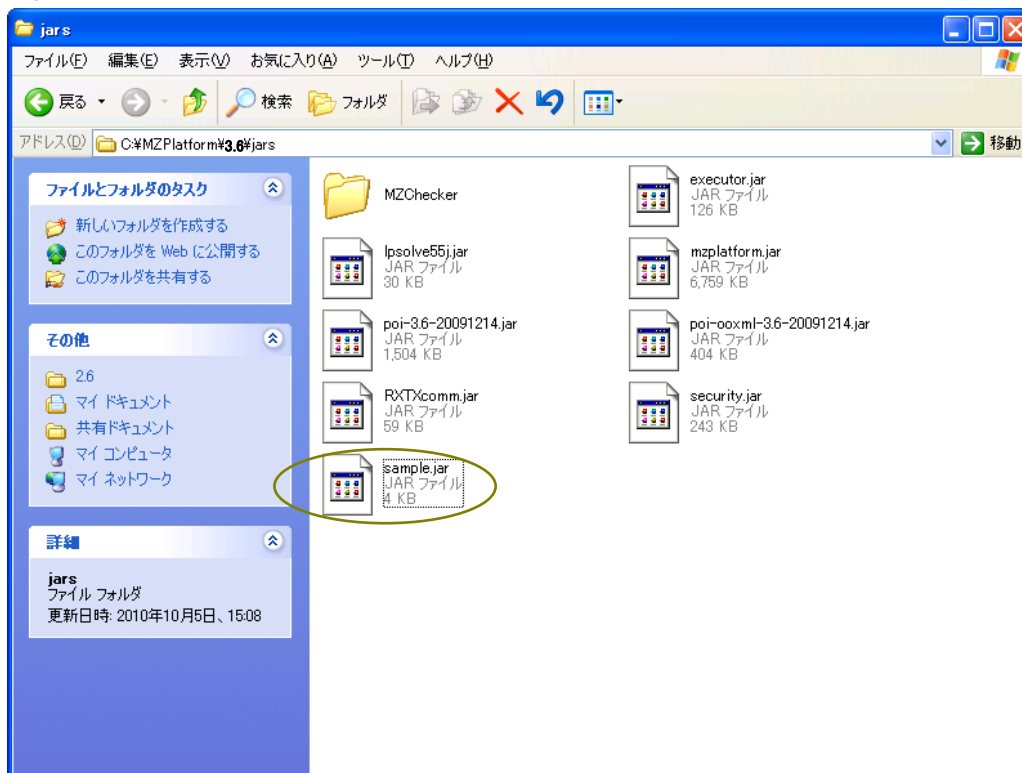 jars
ファイル(F) 編集(E) 表示(V) お気に入り(A) ツール(T) ヘルプ(H)
戻る 検索 フォルダ
アドレス(D) C:¥MZPlatform¥3.6¥jars 移動
ファイルとフォルダのタスク
新しいフォルダを作成する
このフォルダを Web に公開する
このフォルダを共有する
その他
2.6
マイ ドキュメント
共有ドキュメント
マイ コンピュータ
マイ ネットワーク
詳細
jars
ファイル フォルダ
更新日時: 2010年10月5日、15:08
MZChecker
executor.jar
JAR ファイル
126 KB
lpsolve55j.jar
JAR ファイル
30 KB
mzplatform.jar
JAR ファイル
6,759 KB
poi-3.6-20091214.jar
JAR ファイル
1,504 KB
poi-ooxml-3.6-20091214.jar
JAR ファイル
404 KB
RXTXcomm.jar
JAR ファイル
59 KB
security.jar
JAR ファイル
243 KB
sample.jar
JAR ファイル
4 KB